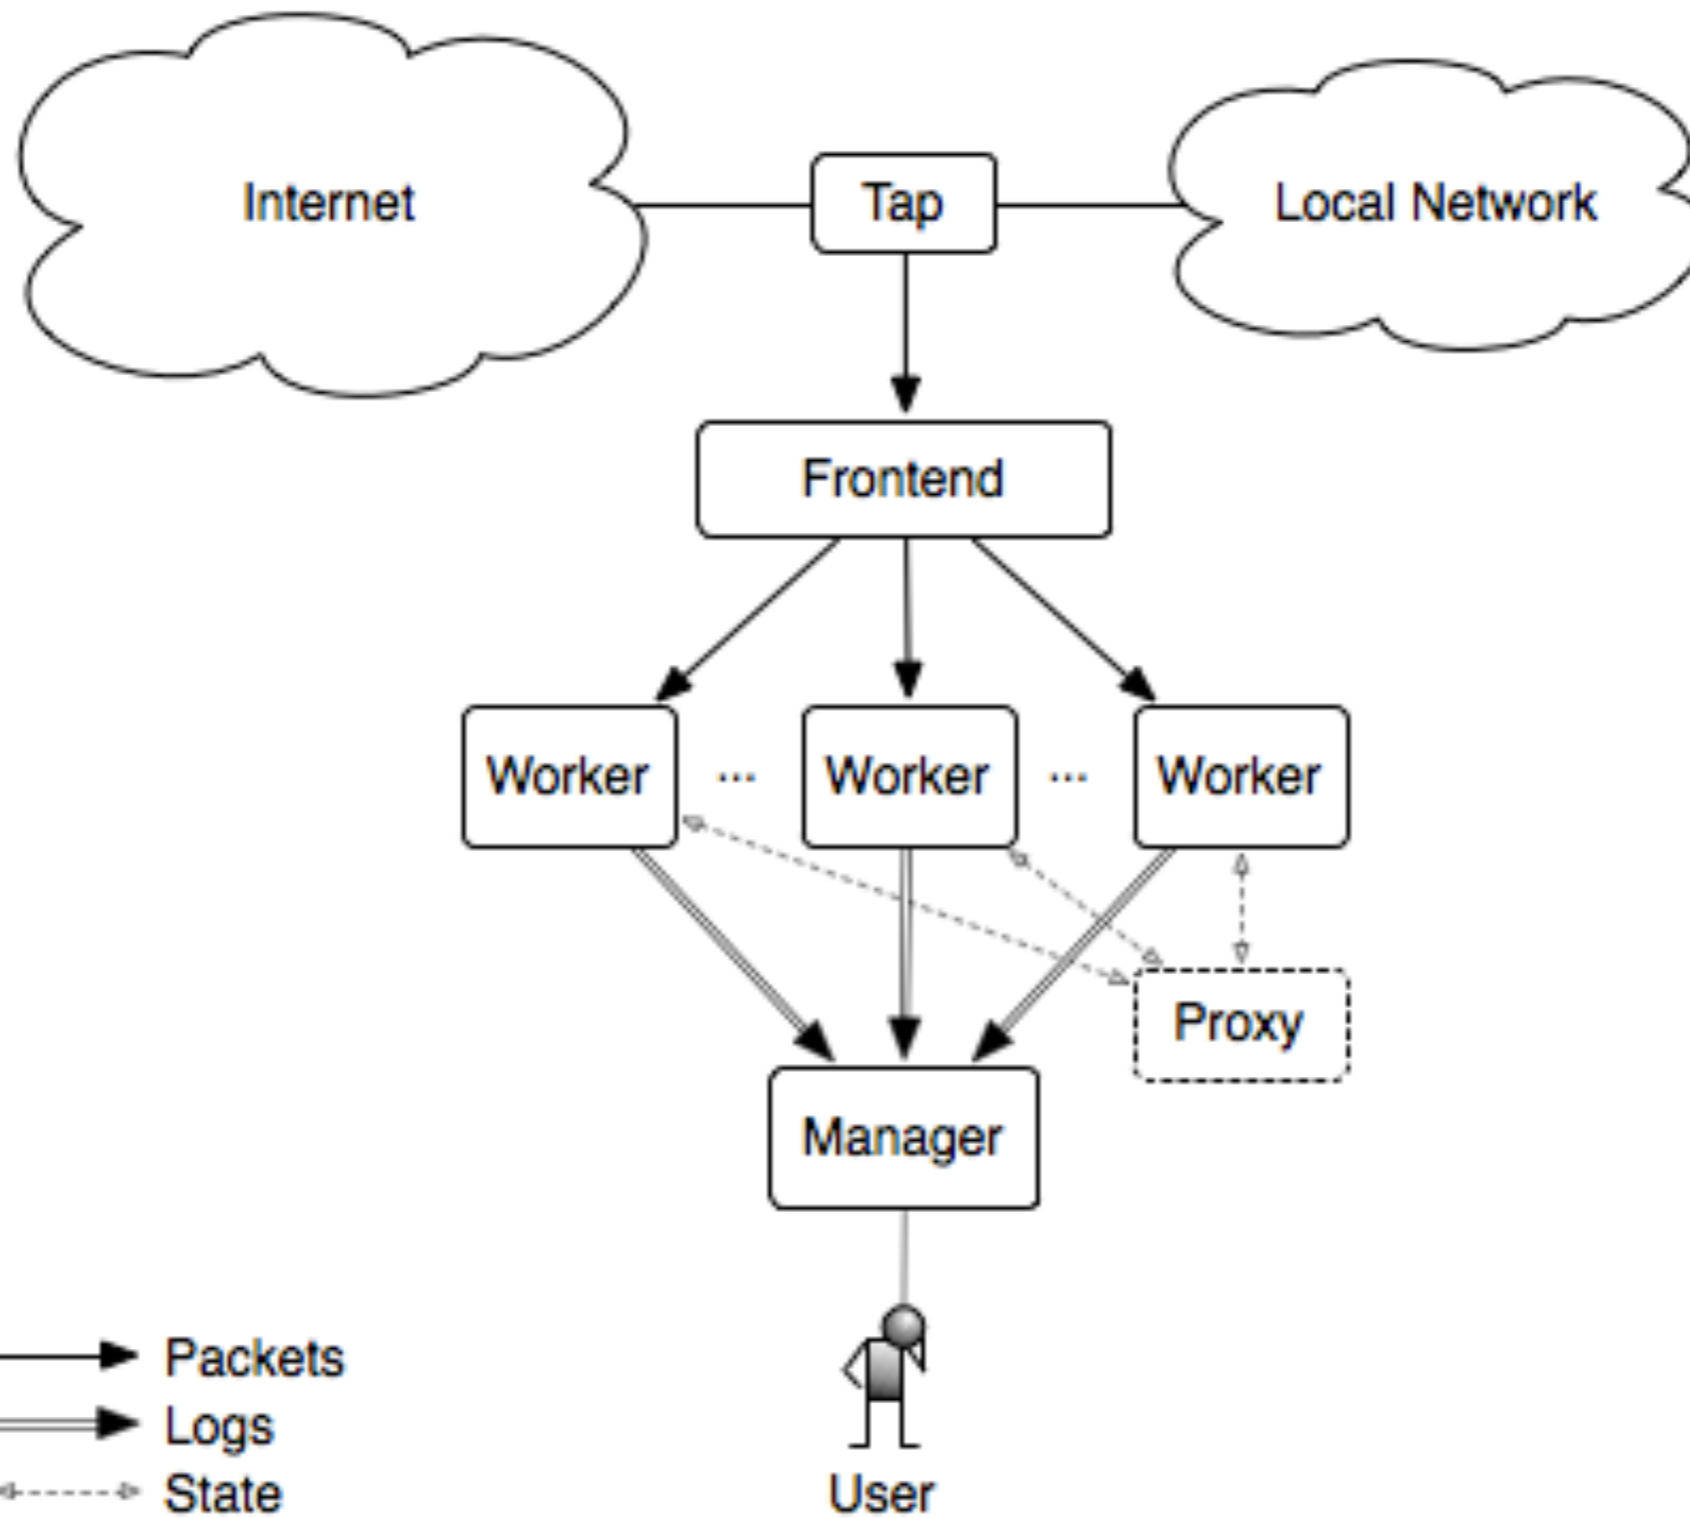 Internet
Tap
Local Network
Frontend
Worker ... Worker ... Worker
Proxy
Manager
Packets
Logs
State
User